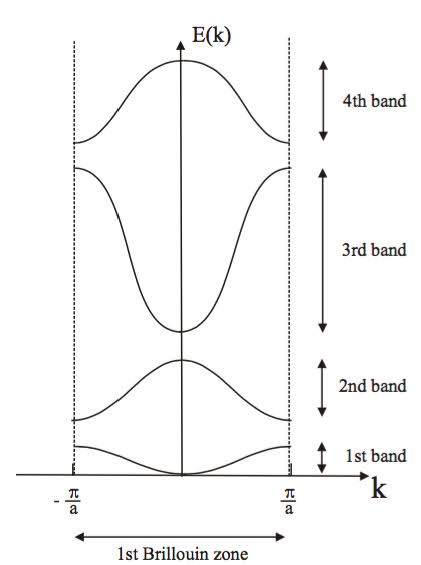 E(k)
4th band
3rd band
2nd band
1st band
k
- π/a
π/a
1st Brillouin zone